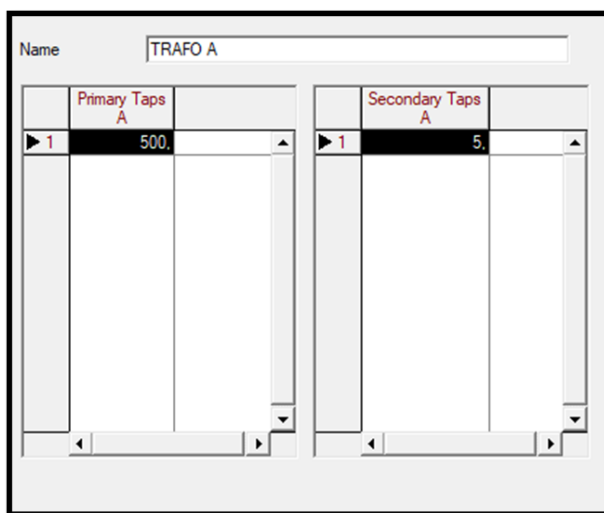 Name TRAFO A
Primary Taps
A
1 500,
Secondary Taps
A
1 5,